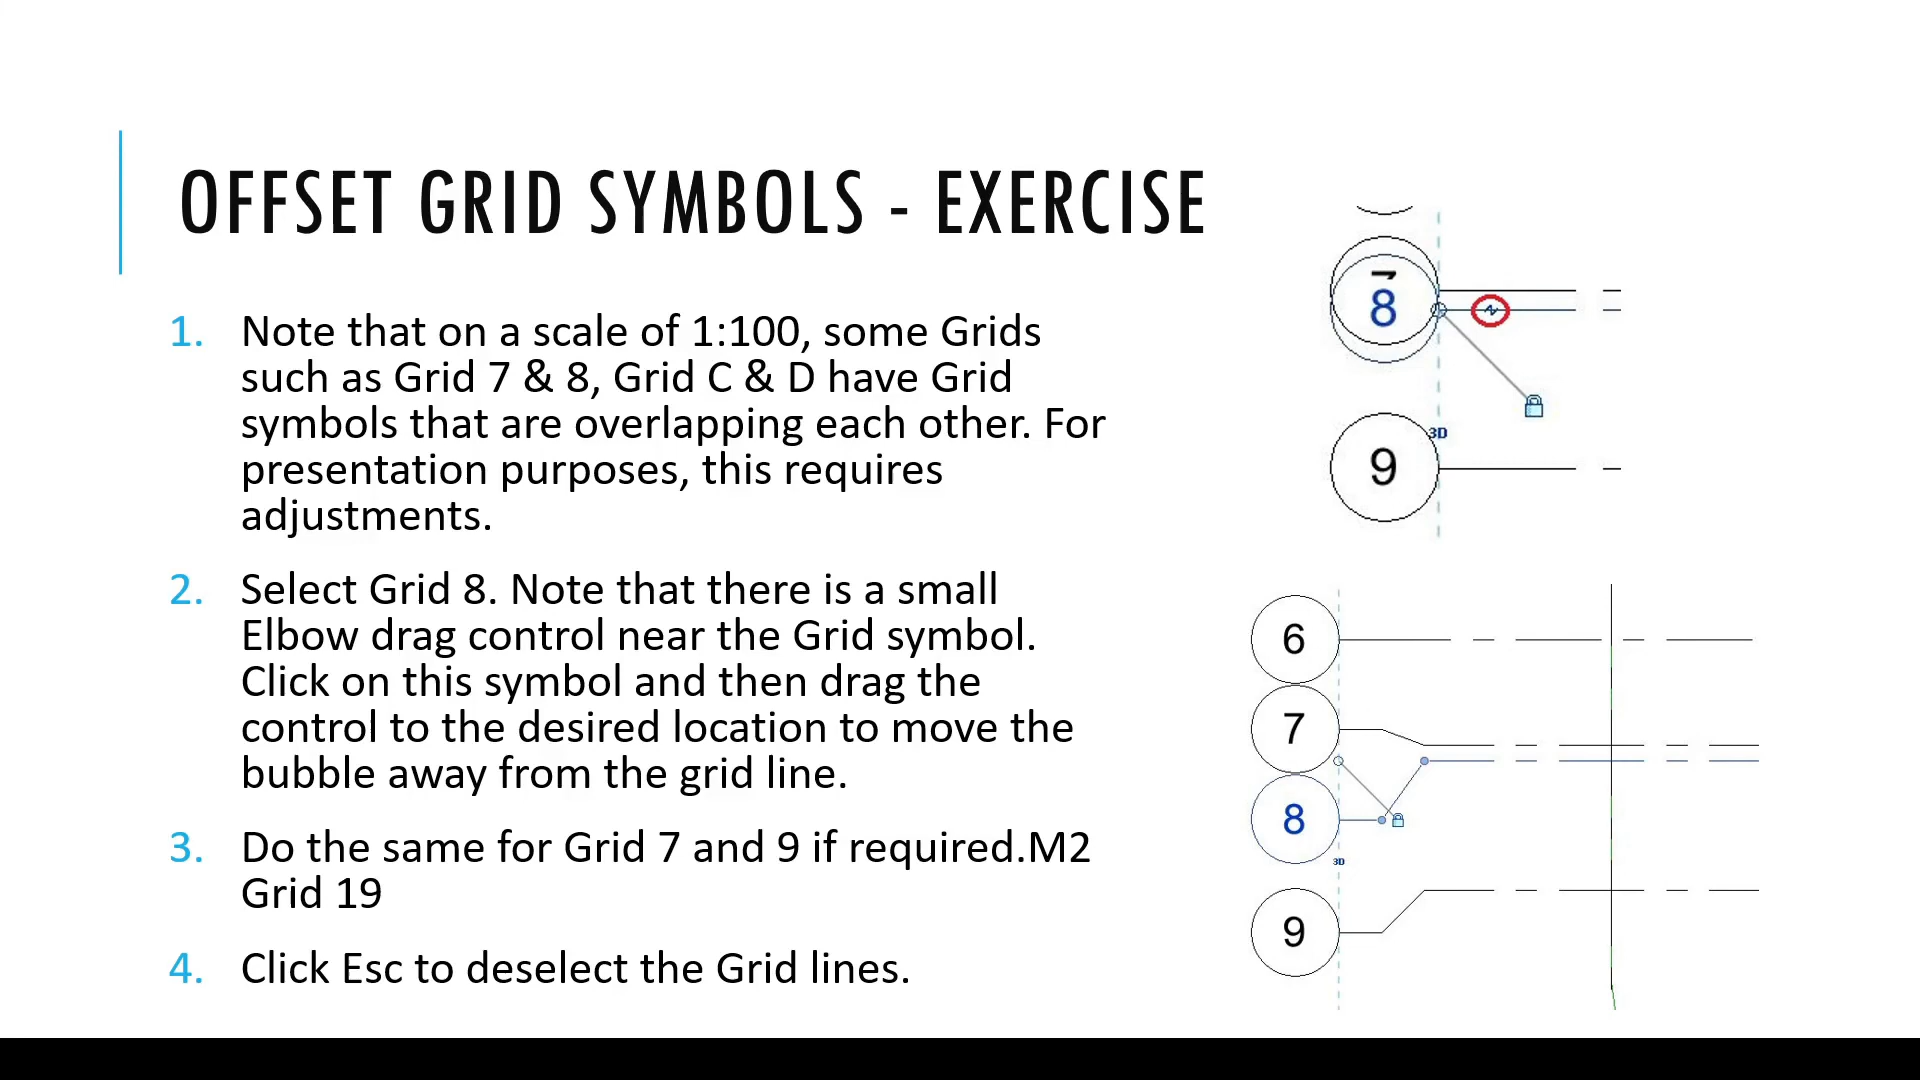 OFFSET GRID SYMBOLS - EXERCISE
1. Note that on a scale of 1:100, some Grids
such as Grid 7 & 8, Grid C & D have Grid
symbols that are overlapping each other. For
presentation purposes, this requires
adjustments.
2. Select Grid 8. Note that there is a small
Elbow drag control near the Grid symbol.
Click on this symbol and then drag the
control to the desired location to move the
bubble away from the grid line.
3. Do the same for Grid 7 and 9 if required.M2
Grid 19
4. Click Esc to deselect the Grid lines.
7
8
3D
9
6
7
8
3D
9